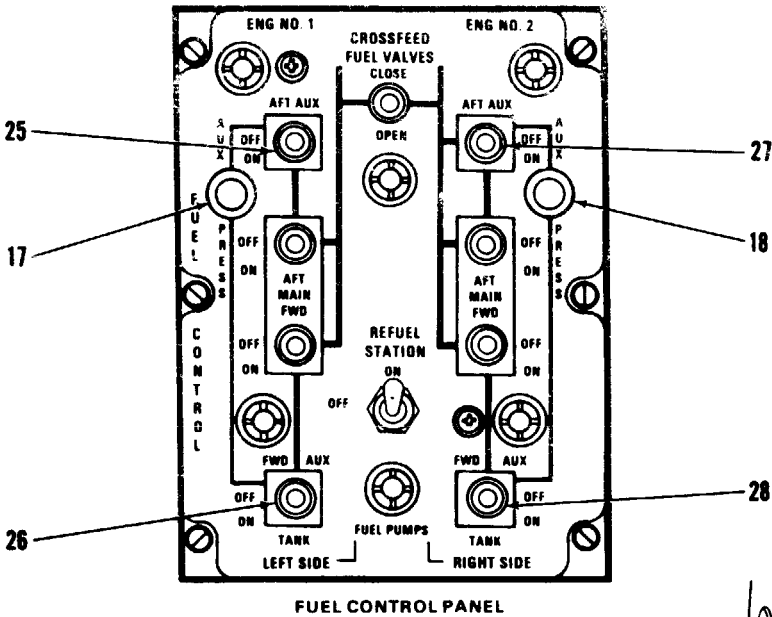 ENG NO. 1
ENG NO. 2
CROSSFEED
FUEL VALVES
CLOSE
OPEN
25
AFT AUX
OFF
ON
AUX PRESS
17
FUEL CONTROL
AFT AUX
OFF
ON
AUX PRESS
27
18
OFF
ON
AFT
MAIN
FWD
OFF
ON
AFT
MAIN
FWD
OFF
ON
OFF
ON
REFUEL
STATION
ON
OFF
FWD AUX
OFF
ON
TANK
26
FWD AUX
OFF
ON
TANK
28
FUEL PUMPS
LEFT SIDE
RIGHT SIDE
FUEL CONTROL PANEL